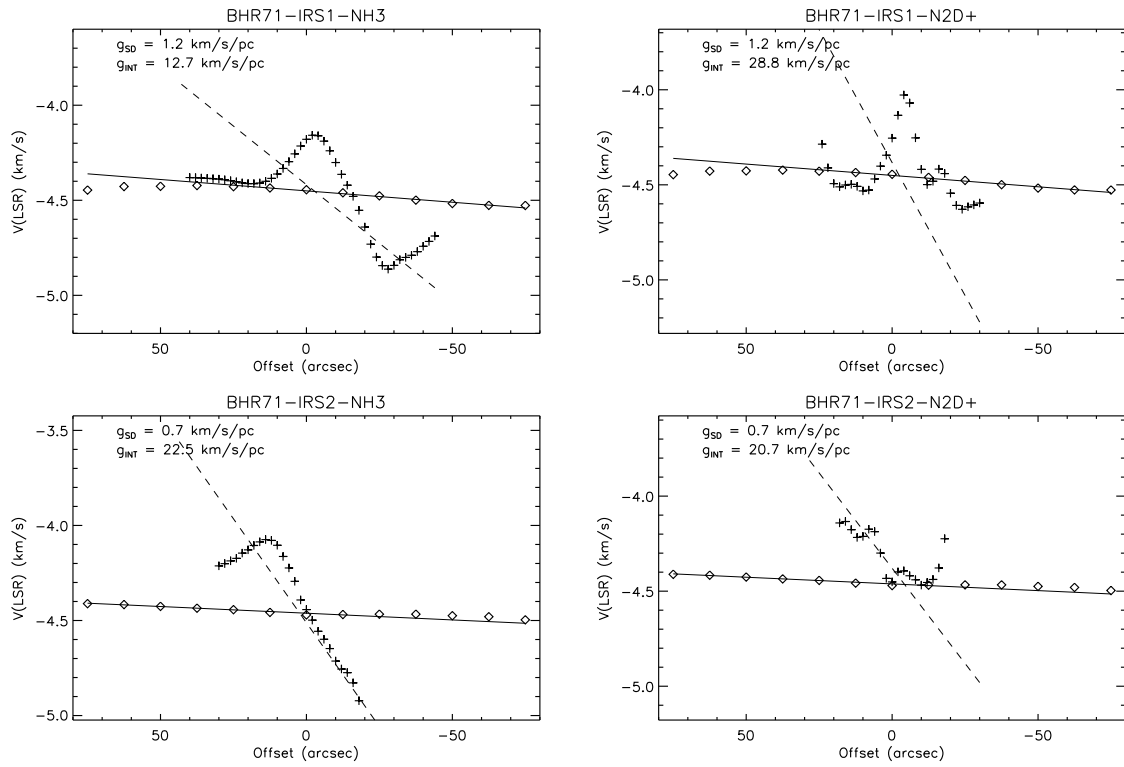 BHR71-IRS1-NH3
g_SD = 1.2 km/s/pc
g_INT = 12.7 km/s/pc
-4.0
-4.5
-5.0
V(LSR) (km/s)
50
0
-50
Offset (arcsec)
BHR71-IRS1-N2D+
g_SD = 1.2 km/s/pc
g_INT = 28.8 km/s/pc
-4.0
-4.5
-5.0
V(LSR) (km/s)
50
0
-50
Offset (arcsec)
BHR71-IRS2-NH3
g_SD = 0.7 km/s/pc
g_INT = 22.5 km/s/pc
-3.5
-4.0
-4.5
-5.0
V(LSR) (km/s)
50
0
-50
Offset (arcsec)
BHR71-IRS2-N2D+
g_SD = 0.7 km/s/pc
g_INT = 20.7 km/s/pc
-4.0
-4.5
-5.0
V(LSR) (km/s)
50
0
-50
Offset (arcsec)